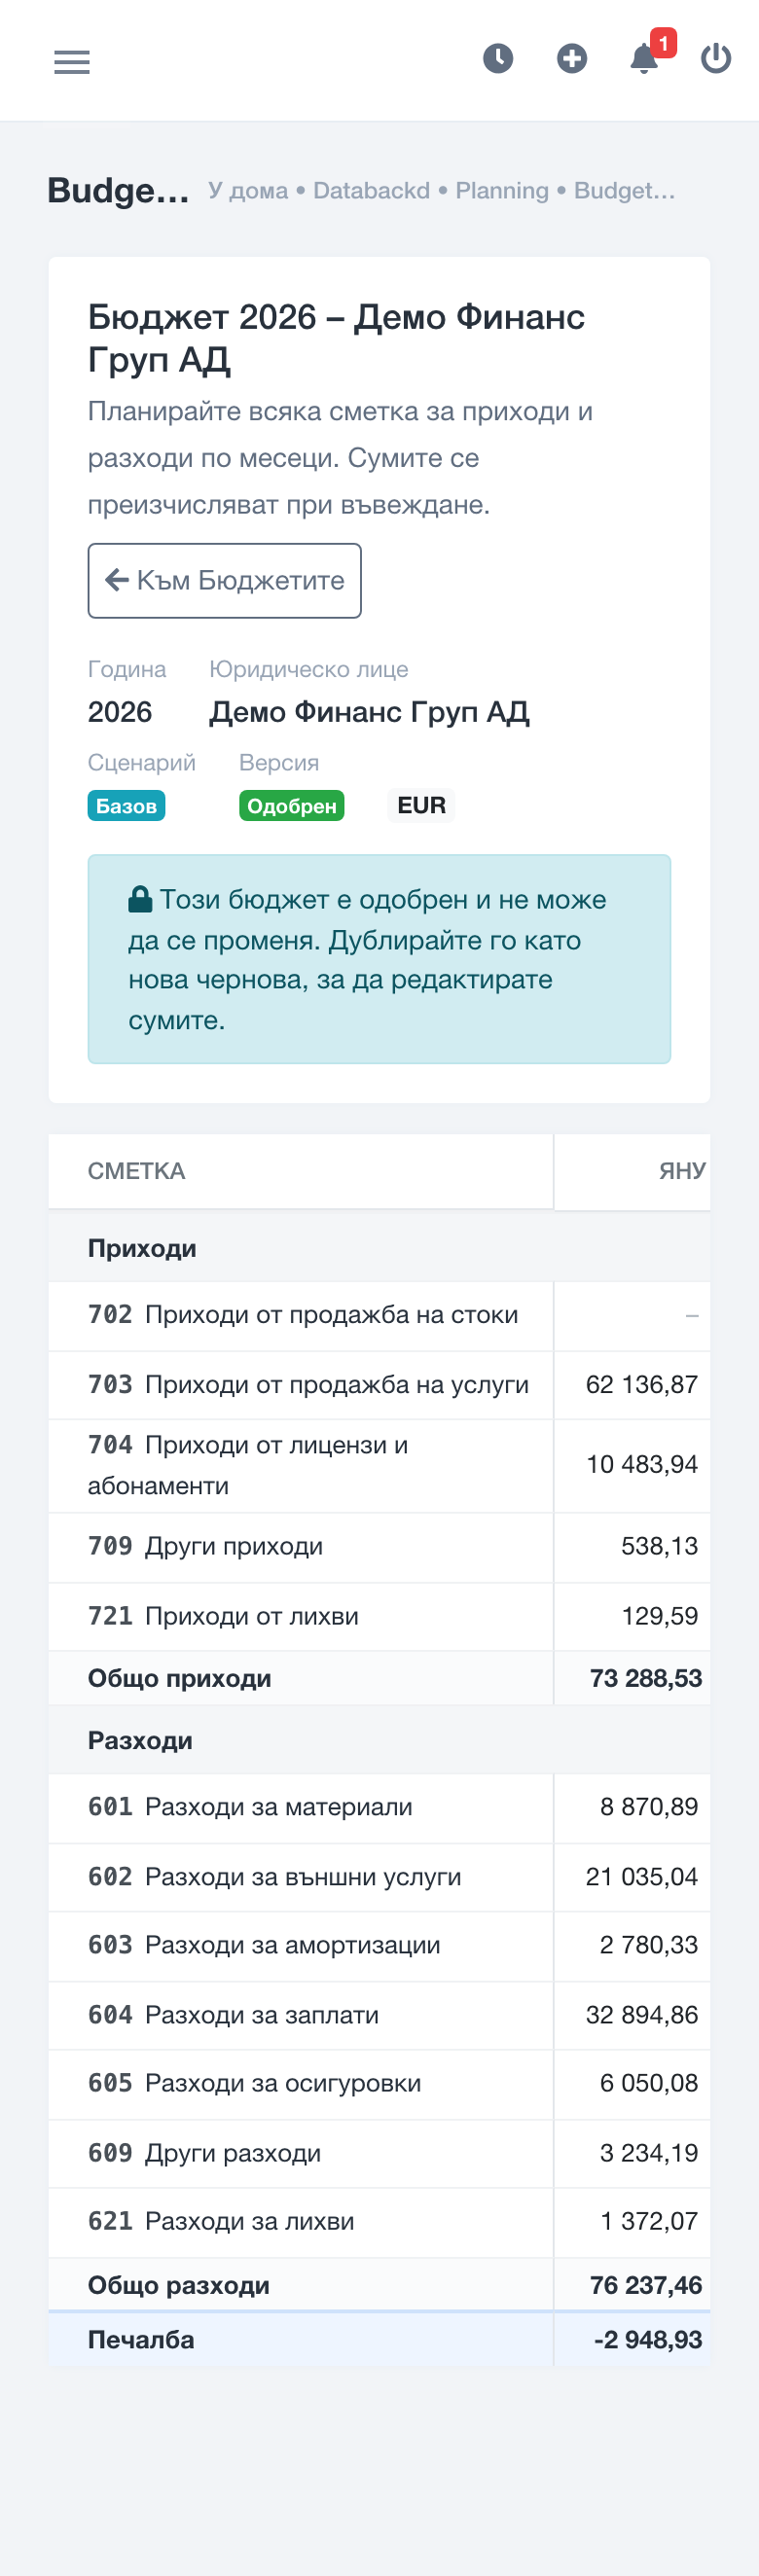 1
Budge... У дома • Databackd • Planning • Budget...
Бюджет 2026 – Демо Финанс
Груп АД
Планирайте всяка сметка за приходи и
разходи по месеци. Сумите се
преизчисляват при въвеждане.
Към Бюджетите
Година Юридическо лице
2026 Демо Финанс Груп АД
Сценарий Версия
Базов Одобрен EUR
Този бюджет е одобрен и не може
да се променя. Дублирайте го като
нова чернова, за да редактирате
сумите.
СМЕТКА ЯНУ
Приходи
702 Приходи от продажба на стоки –
703 Приходи от продажба на услуги 62 136,87
704 Приходи от лицензи и
абонаменти 10 483,94
709 Други приходи 538,13
721 Приходи от лихви 129,59
Общо приходи 73 288,53
Разходи
601 Разходи за материали 8 870,89
602 Разходи за външни услуги 21 035,04
603 Разходи за амортизации 2 780,33
604 Разходи за заплати 32 894,86
605 Разходи за осигуровки 6 050,08
609 Други разходи 3 234,19
621 Разходи за лихви 1 372,07
Общо разходи 76 237,46
Печалба -2 948,93